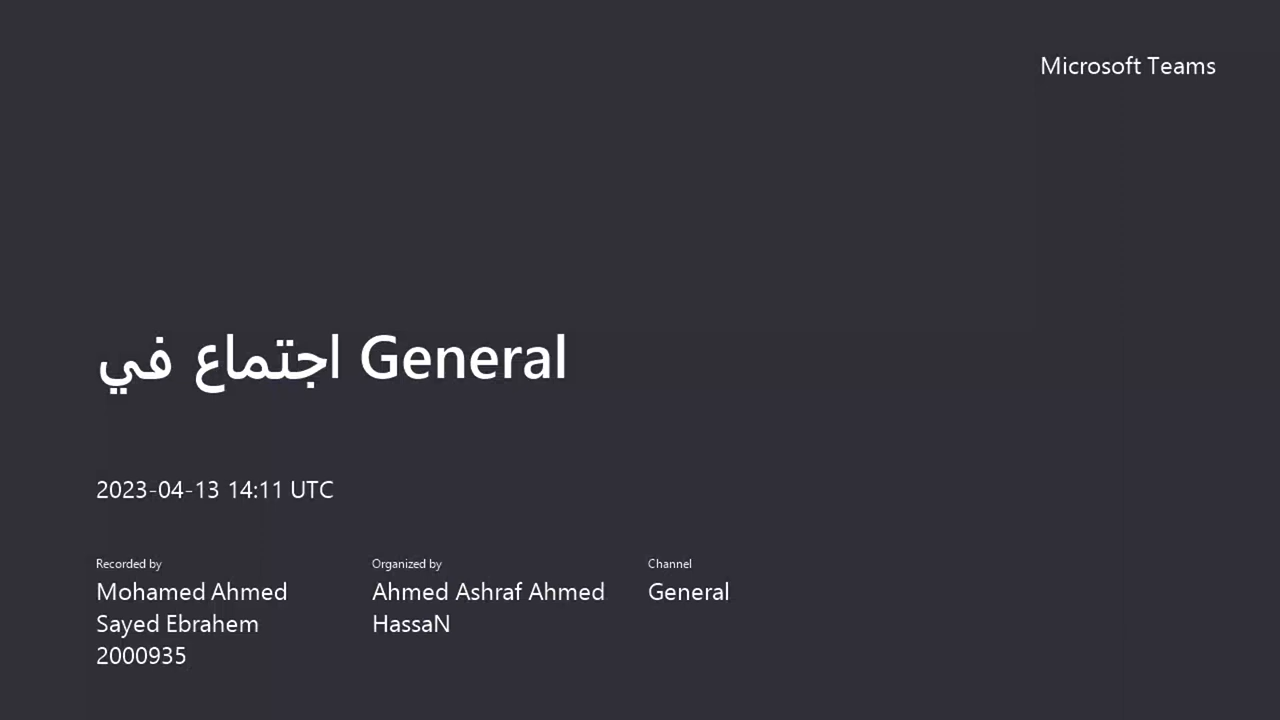 Microsoft Teams
اجتماع في General
2023-04-13 14:11 UTC
Recorded by
Mohamed Ahmed
Sayed Ebrahem
2000935
Organized by
Ahmed Ashraf Ahmed
HassaN
Channel
General